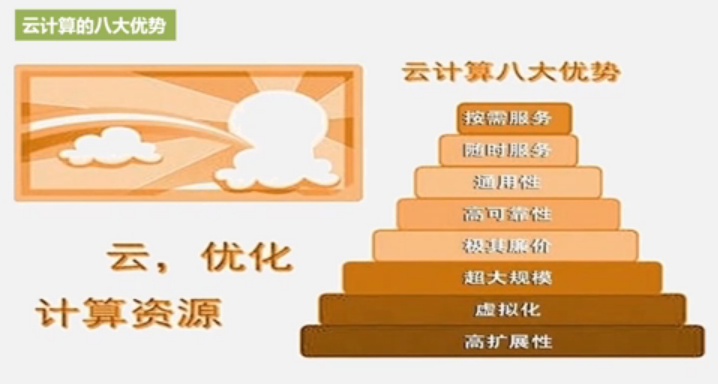 云计算的八大优势
云，优化
计算资源
云计算八大优势
按需服务
随时服务
通用性
高可靠性
极其廉价
超大规模
虚拟化
高扩展性